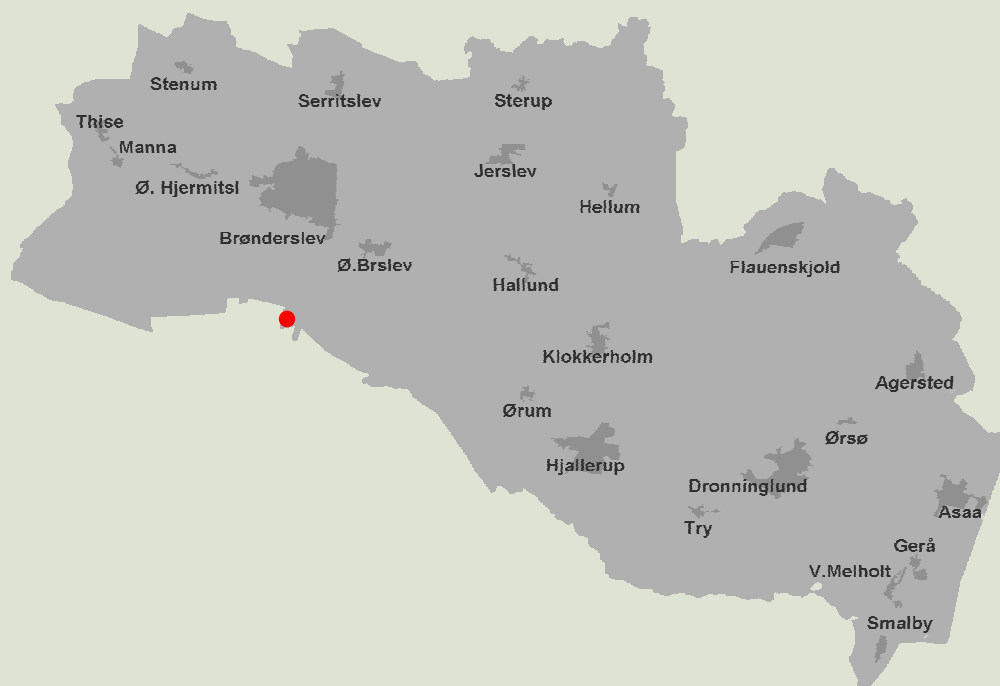 Stenum
Serritslev
Sterup
Thise
Manna
Jerslev
Ø. Hjermitsl
Hellum
Brønderslev
Ø.Brslev
Flauenskjold
Hallund
Klokkerholm
Agersted
Ørum
Ørsø
Hjallerup
Dronninglund
Asaa
Try
Gerå
V.Melholt
Smalby